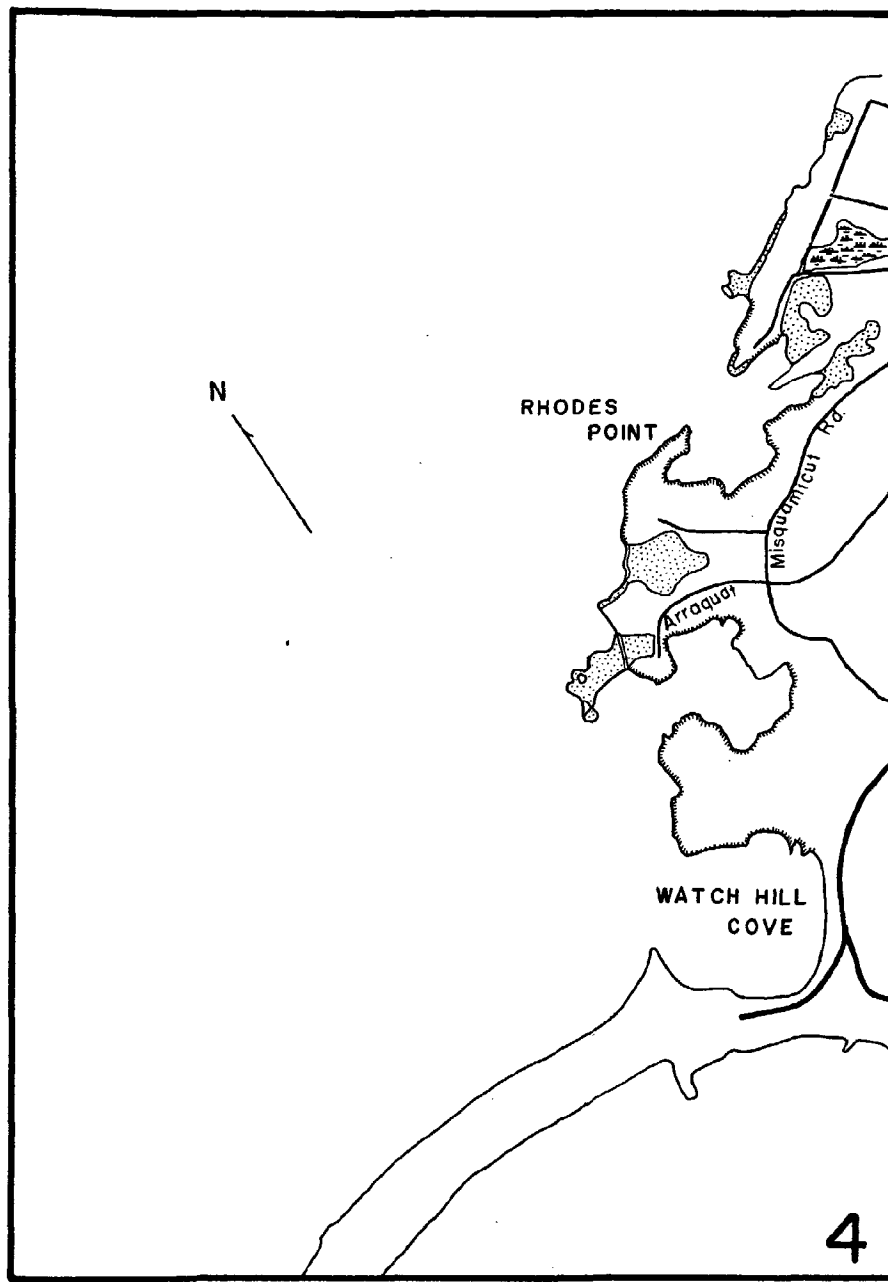 N
RHODES
POINT
Misquamicut Rd.
Arraquat
WATCH HILL
COVE
4